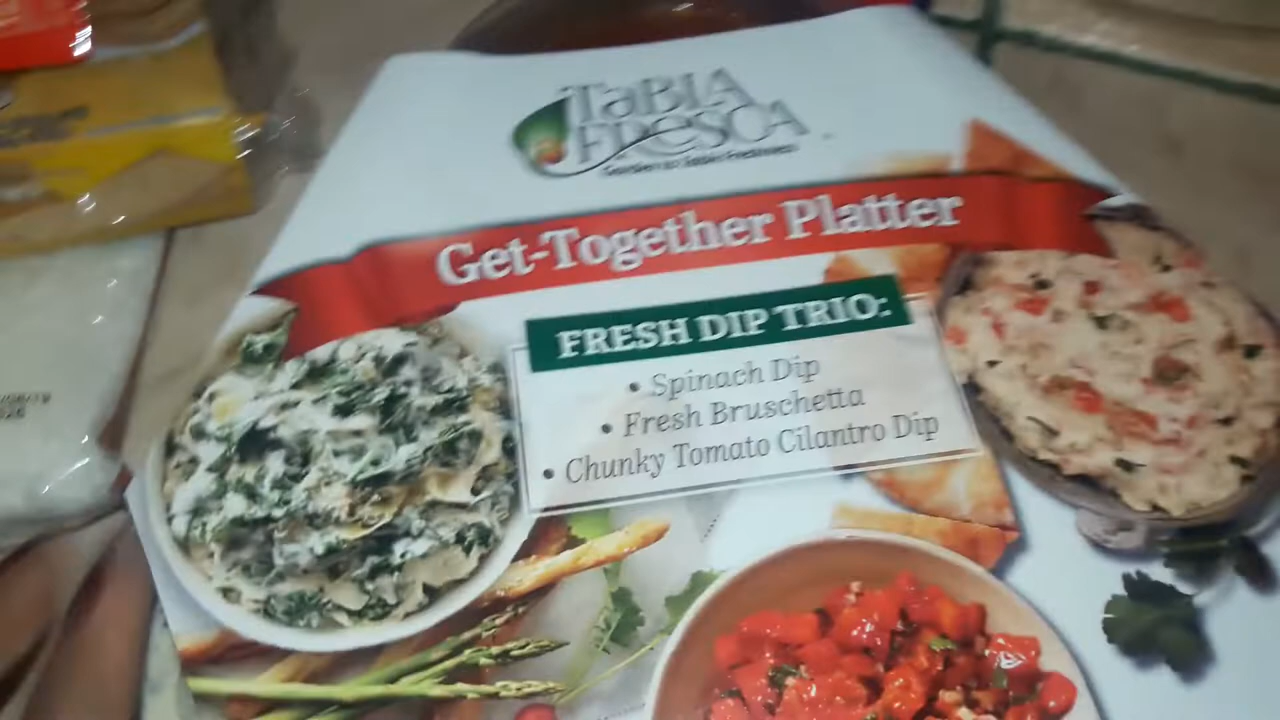 TaBLA
FRESCA
Get-Together Platter
FRESH DIP TRIO:
• Spinach Dip
• Fresh Bruschetta
• Chunky Tomato Cilantro Dip